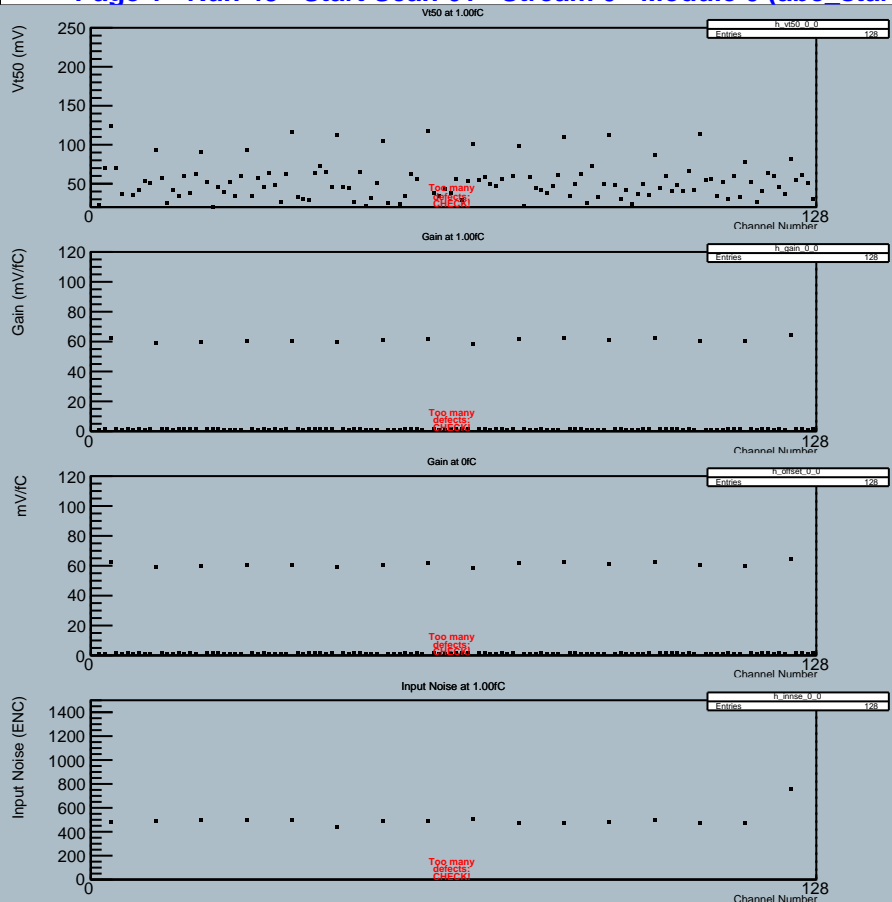 Vt50 at 1.00fC
h_vt50_0_0
Entries 128
Vt50 (mV)
250
200
150
100
50
Too many
defects:
CHECK!
0
128
Channel Number
Gain at 1.00fC
h_gain_0_0
Entries 128
Gain (mV/fC)
120
100
80
60
40
20
0
Too many
defects:
CHECK!
0
128
Channel Number
Gain at 0fC
h_offset_0_0
Entries 128
mV/fC
120
100
80
60
40
20
0
Too many
defects:
CHECK!
0
128
Channel Number
Input Noise at 1.00fC
h_innse_0_0
Entries 128
Input Noise (ENC)
1400
1200
1000
800
600
400
200
0
Too many
defects:
CHECK!
0
128
Channel Number